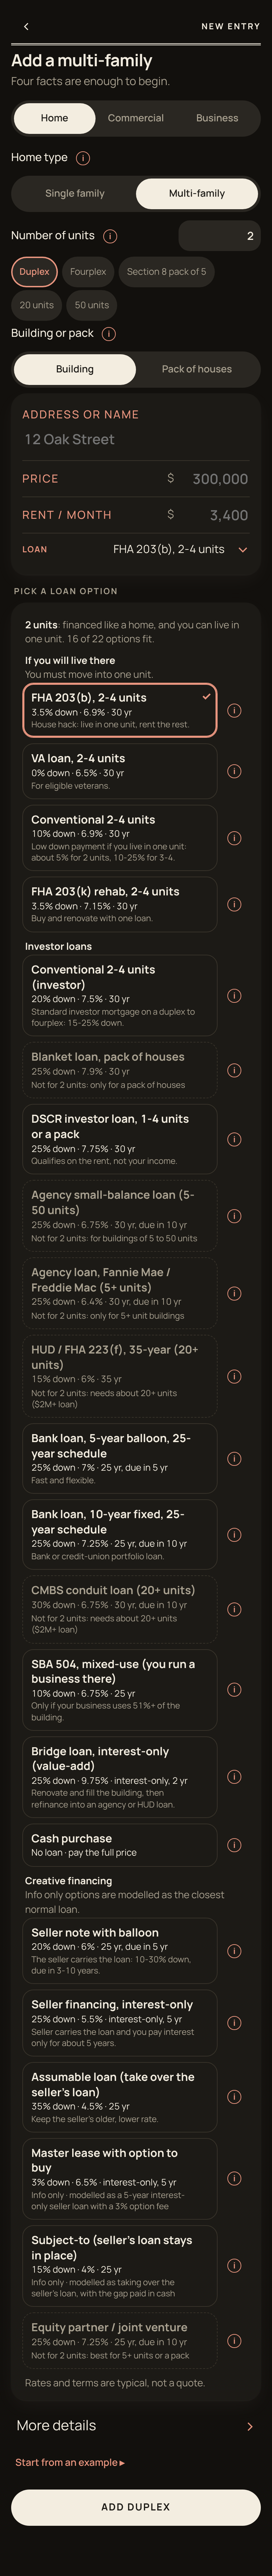 NEW ENTRY
Add a multi-family
Four facts are enough to begin.
Home Commercial Business
Home type
Single family Multi-family
Number of units 2
Duplex Fourplex Section 8 pack of 5
20 units 50 units
Building or pack
Building Pack of houses
ADDRESS OR NAME
12 Oak Street
PRICE $ 300,000
RENT / MONTH $ 3,400
LOAN FHA 203(b), 2-4 units
PICK A LOAN OPTION
2 units: financed like a home, and you can live in
one unit. 16 of 22 options fit.
If you will live there
You must move into one unit.
FHA 203(b), 2-4 units
3.5% down · 6.9% · 30 yr
House hack: live in one unit, rent the rest.
VA loan, 2-4 units
0% down · 6.5% · 30 yr
For eligible veterans.
Conventional 2-4 units
10% down · 6.9% · 30 yr
Low down payment if you live in one unit:
about 5% for 2 units, 10-25% for 3-4.
FHA 203(k) rehab, 2-4 units
3.5% down · 7.15% · 30 yr
Buy and renovate with one loan.
Investor loans
Conventional 2-4 units
(investor)
20% down · 7.5% · 30 yr
Standard investor mortgage on a duplex to
fourplex: 15-25% down.
Blanket loan, pack of houses
25% down · 7.9% · 30 yr
Not for 2 units: only for a pack of houses
DSCR investor loan, 1-4 units
or a pack
25% down · 7.75% · 30 yr
Qualifies on the rent, not your income.
Agency small-balance loan (5-
50 units)
25% down · 6.75% · 30 yr, due in 10 yr
Not for 2 units: for buildings of 5 to 50 units
Agency loan, Fannie Mae /
Freddie Mac (5+ units)
25% down · 6.4% · 30 yr, due in 10 yr
Not for 2 units: only for 5+ unit buildings
HUD / FHA 223(f), 35-year (20+
units)
15% down · 6% · 35 yr
Not for 2 units: needs about 20+ units
($2M+ loan)
Bank loan, 5-year balloon, 25-
year schedule
25% down · 7% · 25 yr, due in 5 yr
Fast and flexible.
Bank loan, 10-year fixed, 25-
year schedule
25% down · 7.25% · 25 yr, due in 10 yr
Bank or credit-union portfolio loan.
CMBS conduit loan (20+ units)
30% down · 6.75% · 30 yr, due in 10 yr
Not for 2 units: needs about 20+ units
($2M+ loan)
SBA 504, mixed-use (you run a
business there)
10% down · 6.75% · 25 yr
Only if your business uses 51%+ of the
building.
Bridge loan, interest-only
(value-add)
25% down · 9.75% · interest-only, 2 yr
Renovate and fill the building, then
refinance into an agency or HUD loan.
Cash purchase
No loan · pay the full price
Creative financing
Info only options are modelled as the closest
normal loan.
Seller note with balloon
20% down · 6% · 25 yr, due in 5 yr
The seller carries the loan: 10-30% down,
due in 3-10 years.
Seller financing, interest-only
25% down · 5.5% · interest-only, 5 yr
Seller carries the loan and you pay interest
only for about 5 years.
Assumable loan (take over the
seller's loan)
35% down · 4.5% · 25 yr
Keep the seller's older, lower rate.
Master lease with option to
buy
3% down · 6.5% · interest-only, 5 yr
Info only · modelled as a 5-year interest-
only seller loan with a 3% option fee
Subject-to (seller's loan stays
in place)
15% down · 4% · 25 yr
Info only · modelled as taking over the
seller's loan, with the gap paid in cash
Equity partner / joint venture
25% down · 7.25% · 25 yr, due in 10 yr
Not for 2 units: best for 5+ units or a pack
Rates and terms are typical, not a quote.
More details
Start from an example ▸
ADD DUPLEX